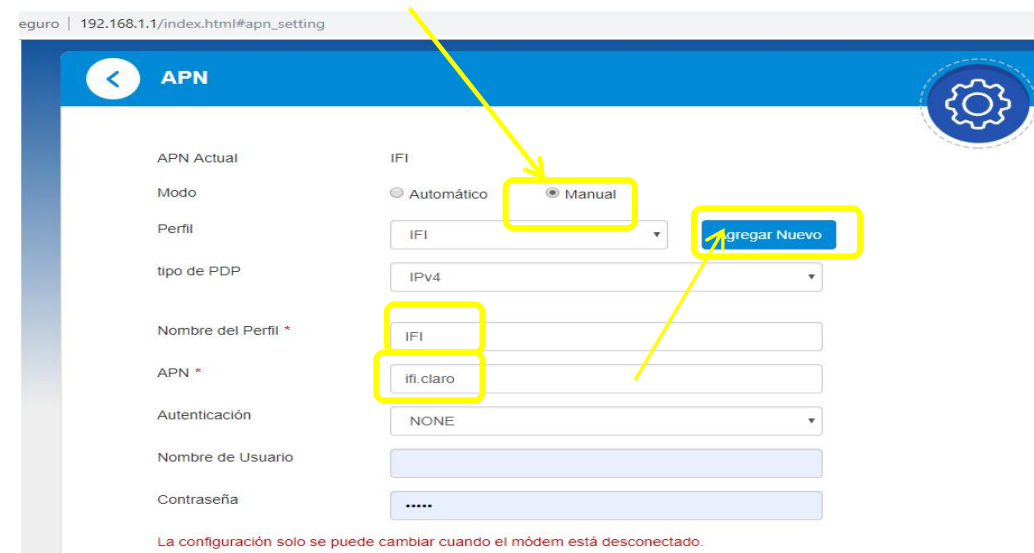 eguro | 192.168.1.1/index.html#apn_setting
APN
APN Actual IFI
Modo Automático Manual
Perfil IFI Agregar Nuevo
tipo de PDP IPv4
Nombre del Perfil * IFI
APN * ifi.claro
Autenticación NONE
Nombre de Usuario
Contraseña •••••
La configuración solo se puede cambiar cuando el módem está desconectado.